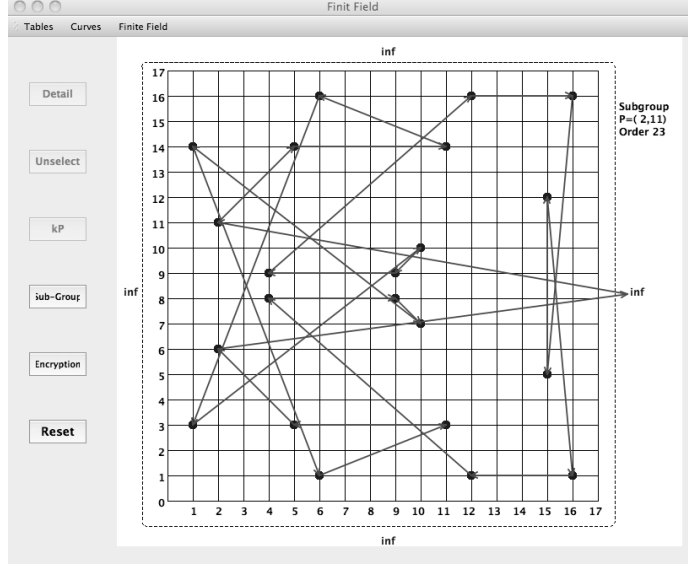 Finit Field
Tables Curves Finite Field
inf
Detail
Unselect
kP
Sub-Group
Encryption
Reset
Subgroup
P=( 2,11)
Order 23
17
16
15
14
13
12
11
10
9
8
7
6
5
4
3
2
1
0
inf
inf
1 2 3 4 5 6 7 8 9 10 11 12 13 14 15 16 17
inf